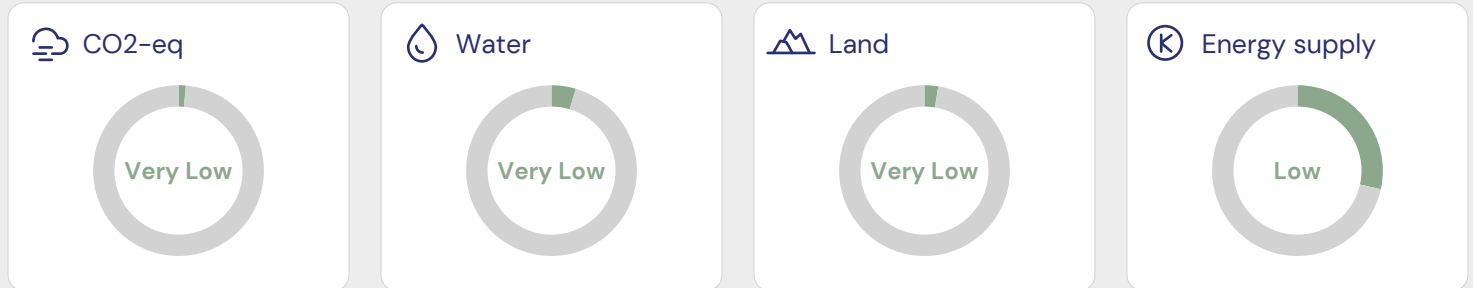 CO2-eq
Very Low
Water
Very Low
Land
Very Low
Energy supply
Low